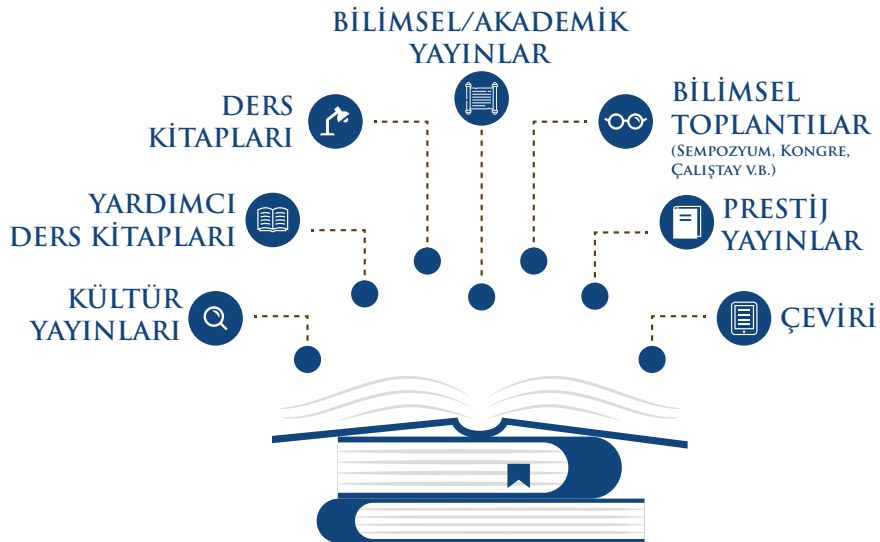 BİLİMSEL/AKADEMİK
YAYINLAR
DERS
KİTAPLARI
BİLİMSEL
TOPLANTILAR
(SEMPOZYUM, KONGRE,
ÇALIŞTAY V.B.)
YARDIMCI
DERS KİTAPLARI
PRESTİJ
YAYINLAR
KÜLTÜR
YAYINLARI
ÇEVİRİ